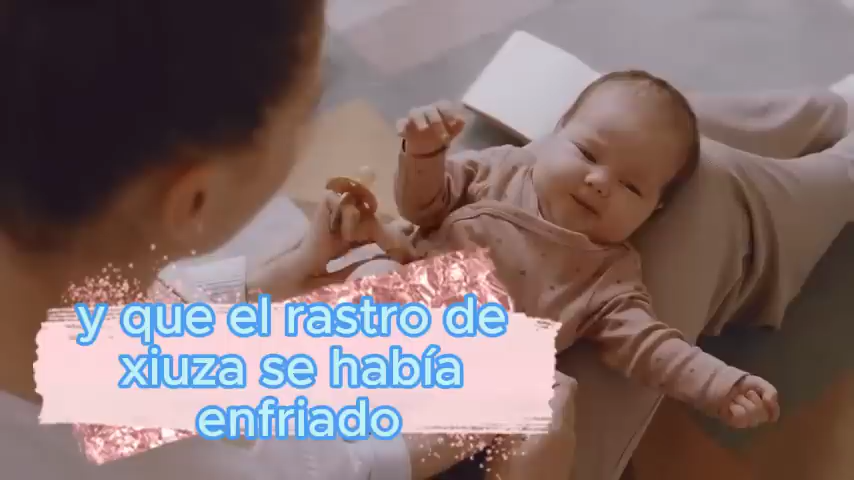 y que el rastro de
xiuza se había
enfriado